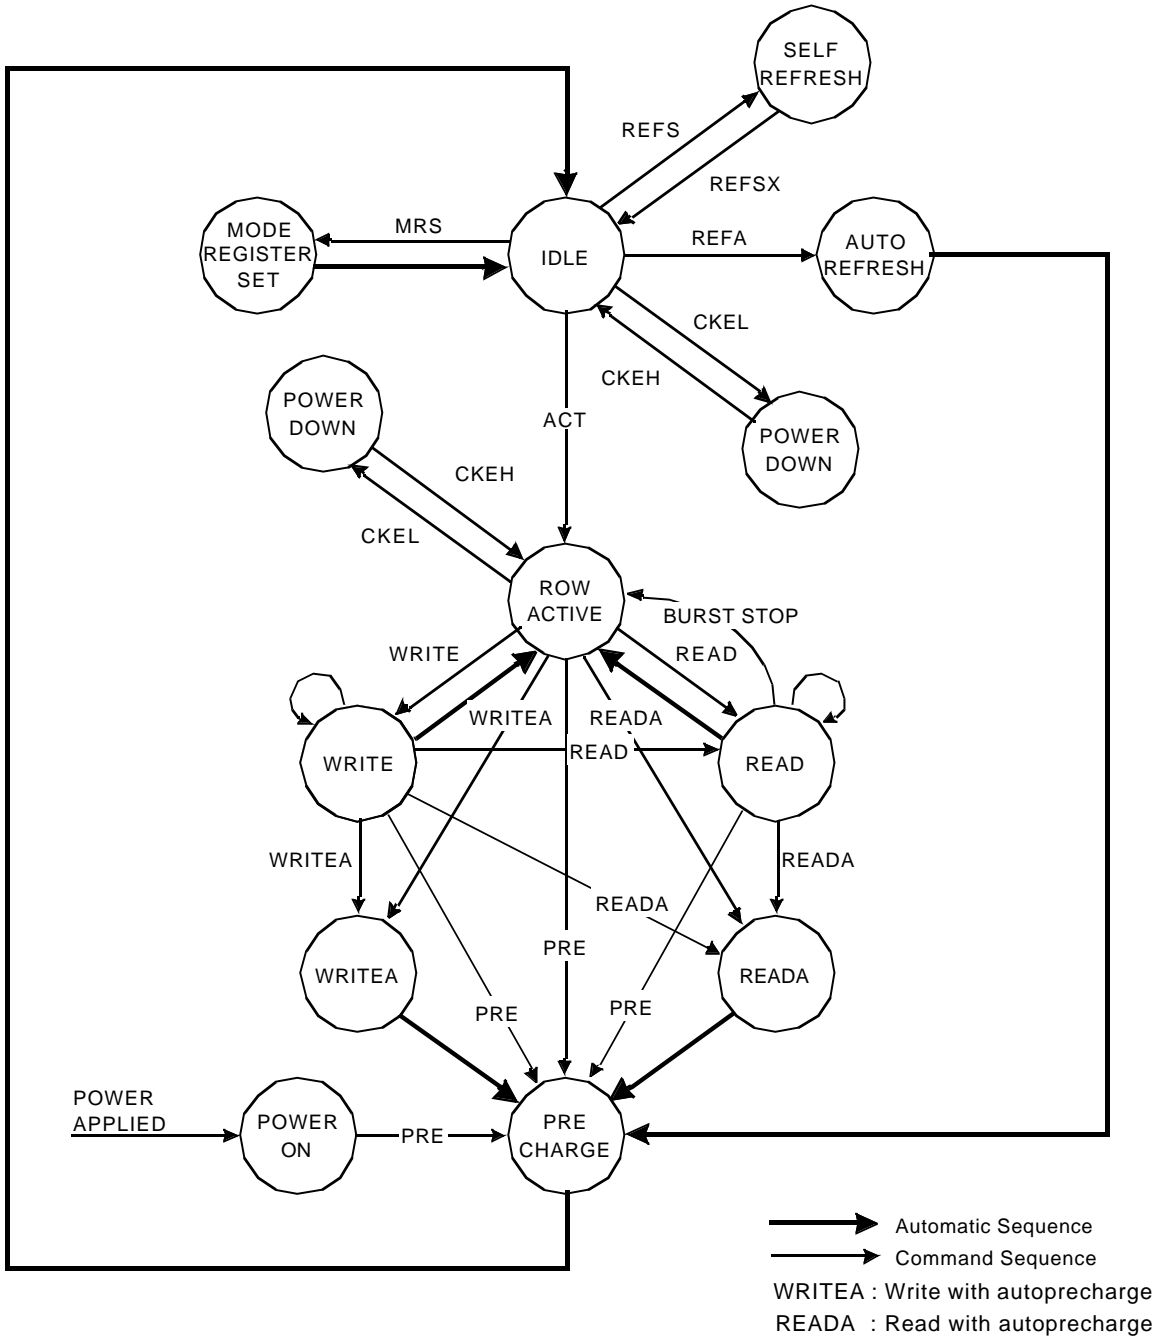 SELF
REFRESH
REFS
REFSX
MODE
REGISTER
SET
MRS
IDLE
REFA
AUTO
REFRESH
CKEL
CKEH
POWER
DOWN
ACT
POWER
DOWN
CKEH
CKEL
ROW
ACTIVE
BURST STOP
WRITE
READ
WRITEA
READA
READ
WRITE
READ
WRITEA
READA
READA
PRE
WRITEA
READA
PRE
PRE
POWER
APPLIED
POWER
ON
PRE
PRE
CHARGE
Automatic Sequence
Command Sequence
WRITEA : Write with autoprecharge
READA : Read with autoprecharge